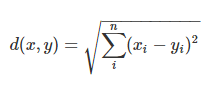 d(x, y) = √(∑_i^n (x_i − y_i)²)